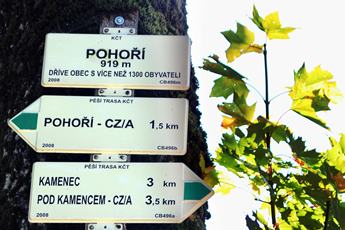 KČT
POHOŘÍ
919 m
DŘÍVE OBEC S VÍCE NEŽ 1300 OBYVATELI
2008 CB496m
PĚŠÍ TRASA KČT
POHOŘÍ - CZ/A 1,5 km
2008 CB496b
PĚŠÍ TRASA KČT
KAMENEC 3 km
POD KAMENCEM - CZ/A 3,5 km
2008 CB496a